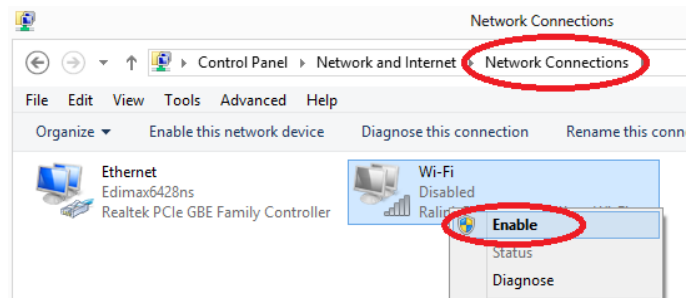 Network Connections
Control Panel Network and Internet Network Connections
File Edit View Tools Advanced Help
Organize Enable this network device Diagnose this connection Rename this conn
Ethernet
Edimax6428ns
Realtek PCIe GBE Family Controller
Wi-Fi
Disabled
Enable
Status
Diagnose